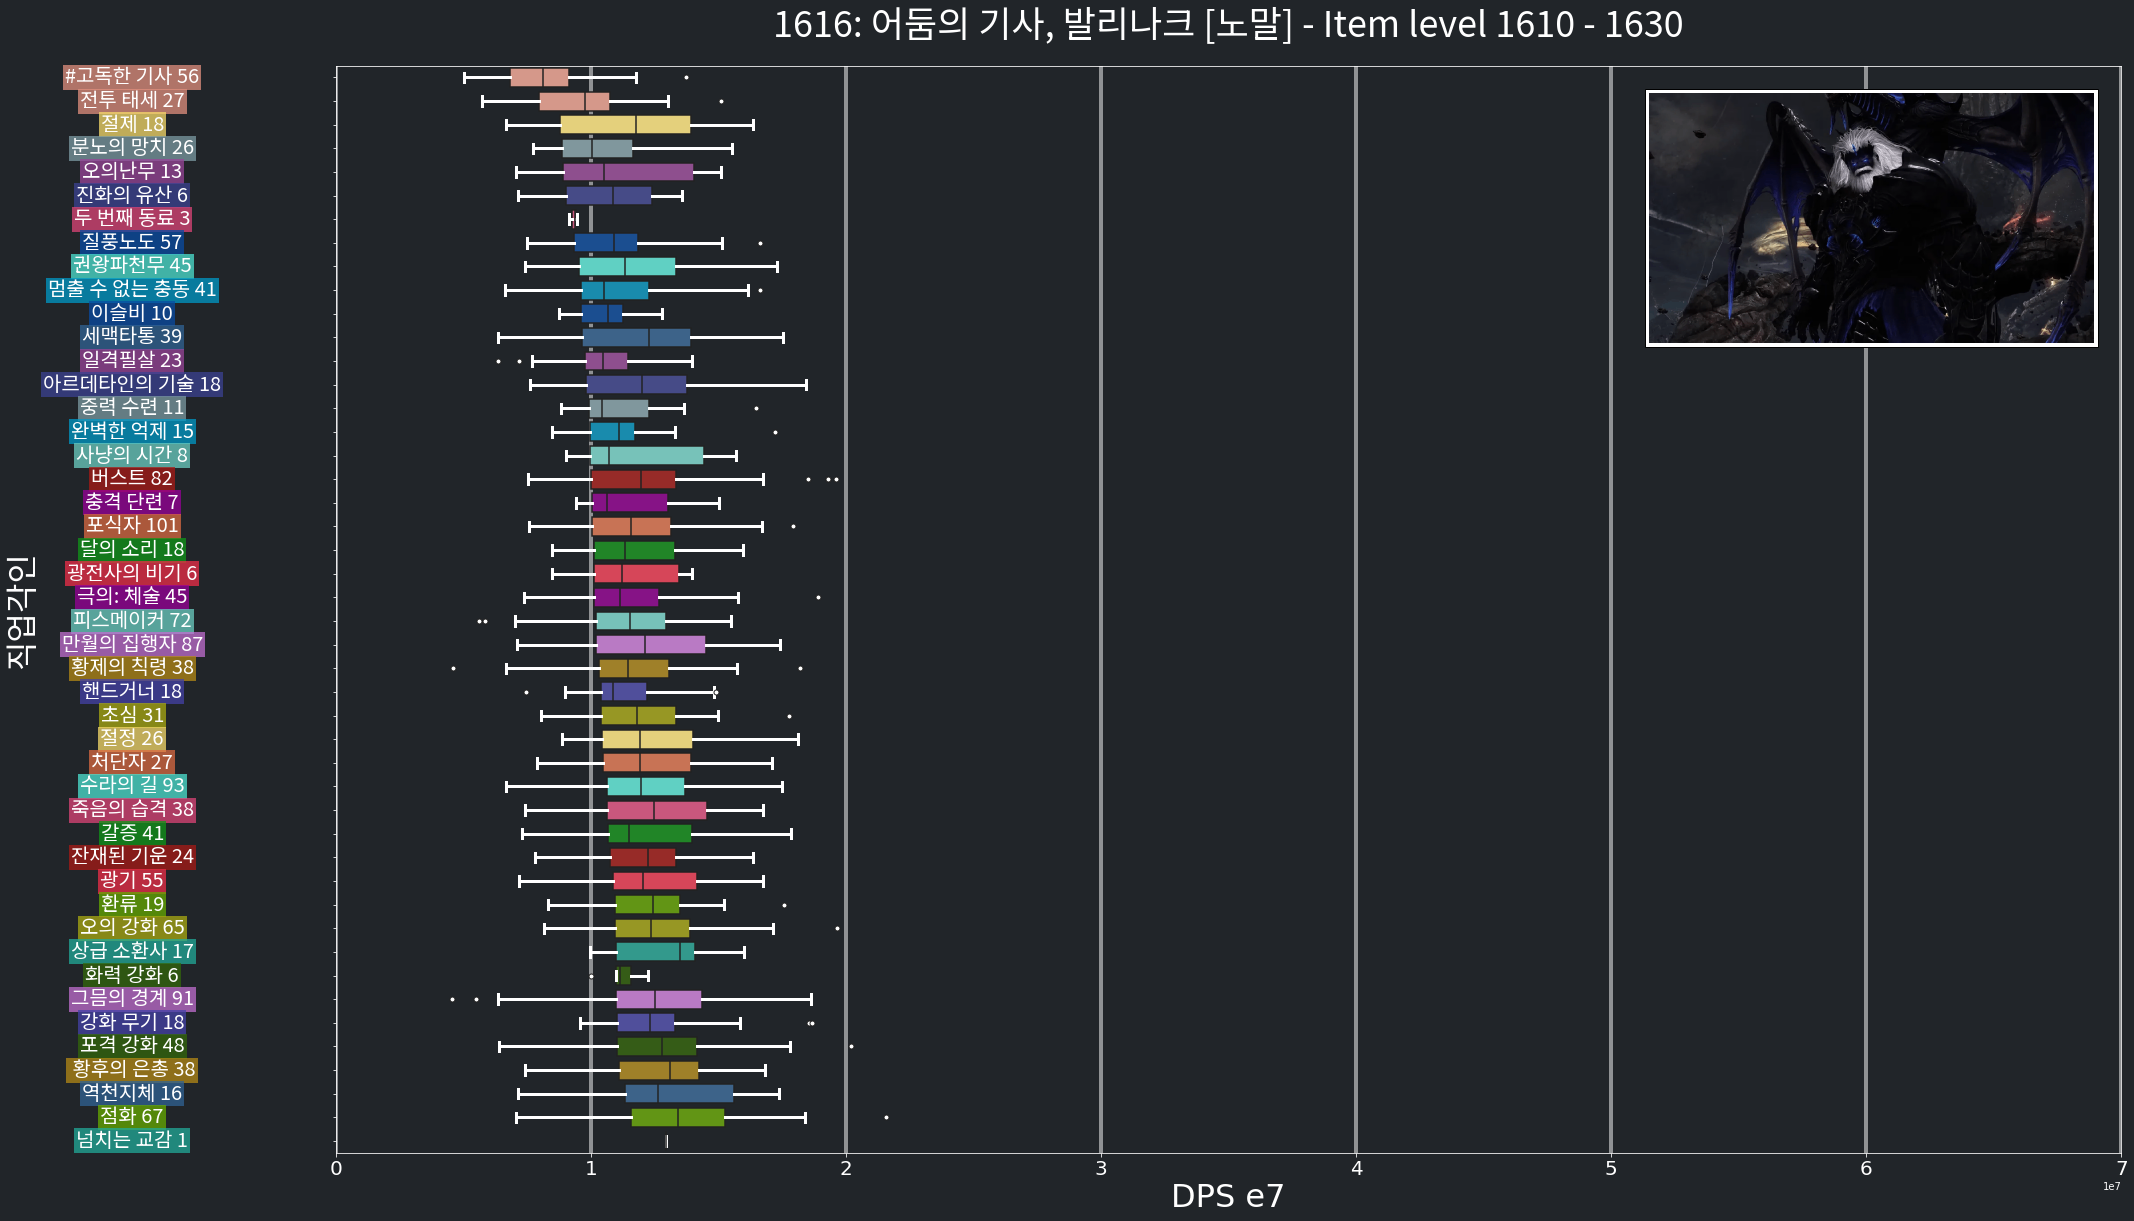 1616: 어둠의 기사, 발리나크 [노말] - Item level 1610 - 1630
#고독한 기사 56
전투 태세 27
절제 18
분노의 망치 26
오의난무 13
진화의 유산 6
두 번째 동료 3
질풍노도 57
권왕파천무 45
멈출 수 없는 충동 41
이슬비 10
세맥타통 39
일격필살 23
아르데타인의 기술 18
중력 수련 11
완벽한 억제 15
사냥의 시간 8
버스트 82
충격 단련 7
포식자 101
달의 소리 18
광전사의 비기 6
극의: 체술 45
피스메이커 72
만월의 집행자 87
황제의 칙령 38
핸드거너 18
초심 31
절정 26
처단자 27
수라의 길 93
죽음의 습격 38
갈증 41
잔재된 기운 24
광기 55
환류 19
오의 강화 65
상급 소환사 17
화력 강화 6
그믐의 경계 91
강화 무기 18
포격 강화 48
황후의 은총 38
역천지체 16
점화 67
넘치는 교감 1
직업각인
0 1 2 3 4 5 6 7
1e7
DPS e7